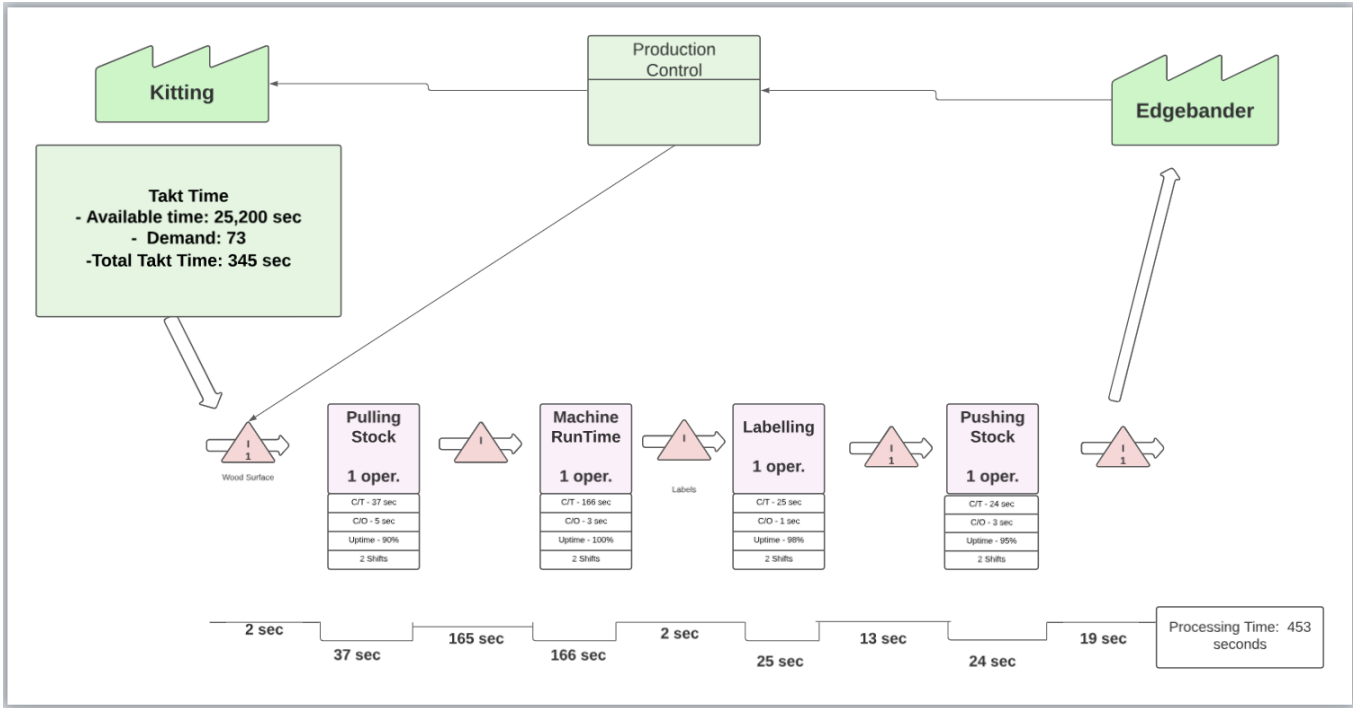 Kitting
Production
Control
Edgebander
Takt Time
- Available time: 25,200 sec
- Demand: 73
-Total Takt Time: 345 sec
I
1
Wood Surface
Pulling
Stock
1 oper.
C/T - 37 sec
C/O - 5 sec
Uptime - 90%
2 Shifts
I
Machine
RunTime
1 oper.
C/T - 166 sec
C/O - 3 sec
Uptime - 100%
2 Shifts
I
Labels
Labelling
1 oper.
C/T - 25 sec
C/O - 1 sec
Uptime - 98%
2 Shifts
I
1
Pushing
Stock
1 oper.
C/T - 24 sec
C/O - 3 sec
Uptime - 95%
2 Shifts
I
1
2 sec
37 sec
165 sec
166 sec
2 sec
25 sec
13 sec
24 sec
19 sec
Processing Time: 453
seconds